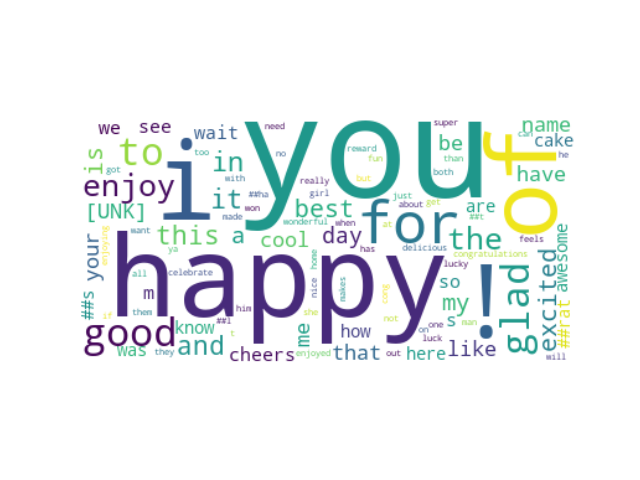 we see wait
need
super
can
name
is
to
too
no
i
you
of
cake
got
in
reward
fun
be
than
he
enjoy
with
but
both
have
[UNK]
it
##ha
really
girl
best
for
just
are
##t
won
made
wonderful
when
at
about
get
want
this a cool day
the
feels
enjoying
your
ya
has
delicious
congratulations
awesome
happy
!
glad
excited
all
celebrate
home
nice
makes
cong
lucky
so
##s
m
him
she
my
if
them
##l
me
not
on
one
man
s
##rat
good
know
t
how
luck
was
they
and
cheers
enjoyed
that
out
here
like
will